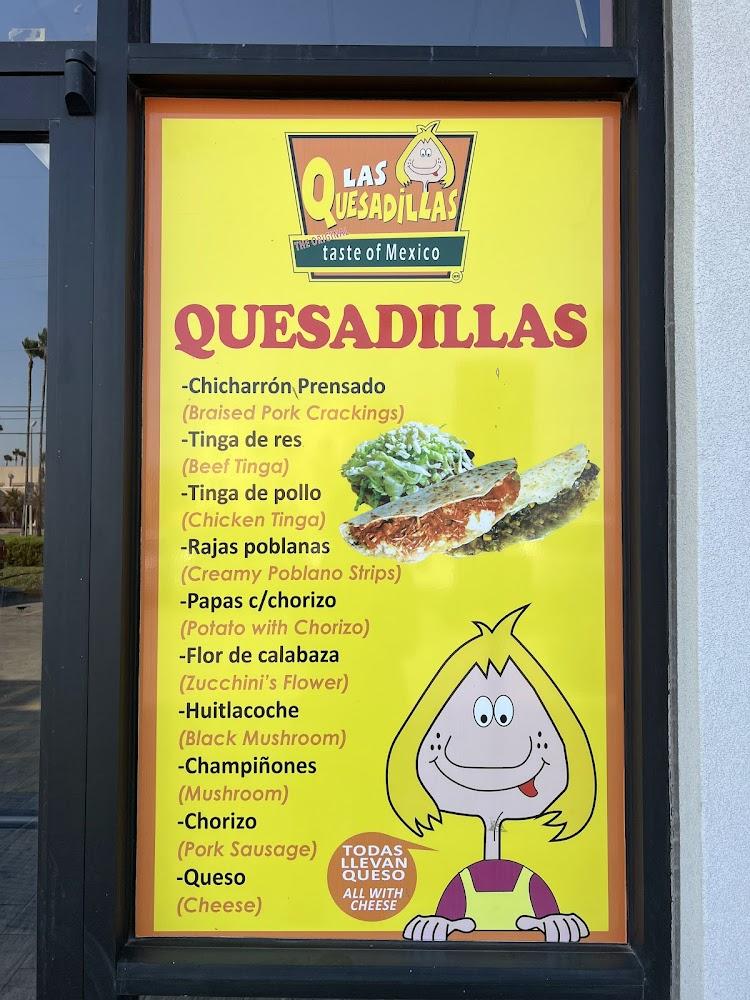 LAS
QUESADILLAS
THE ORIGINAL
taste of Mexico
QUESADILLAS
-Chicharrón Prensado
(Braised Pork Crackings)
-Tinga de res
(Beef Tinga)
-Tinga de pollo
(Chicken Tinga)
-Rajas poblanas
(Creamy Poblano Strips)
-Papas c/chorizo
(Potato with Chorizo)
-Flor de calabaza
(Zucchini's Flower)
-Huitlacoche
(Black Mushroom)
-Champiñones
(Mushroom)
-Chorizo
(Pork Sausage)
-Queso
(Cheese)
TODAS
LLEVAN
QUESO
ALL WITH
CHEESE